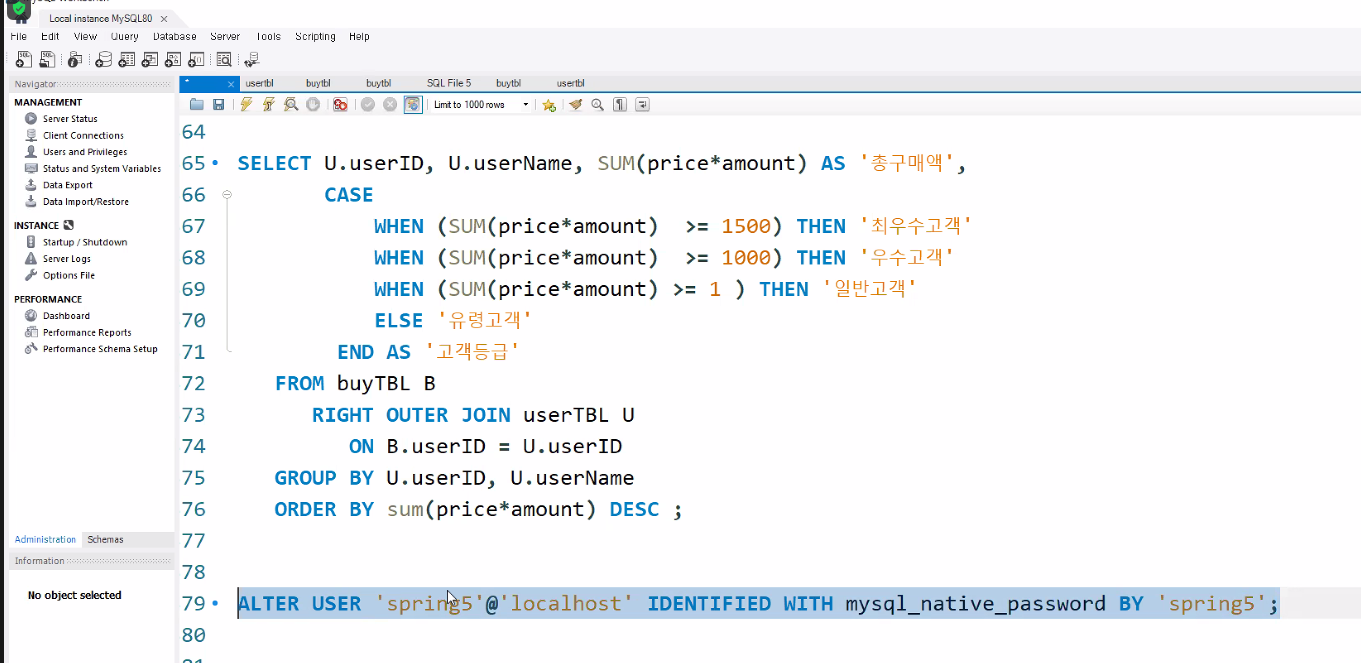 Local instance MySQL80 ×
File Edit View Query Database Server Tools Scripting Help
Navigator
MANAGEMENT
Server Status
Client Connections
Users and Privileges
Status and System Variables
Data Export
Data Import/Restore
INSTANCE
Startup / Shutdown
Server Logs
Options File
PERFORMANCE
Dashboard
Performance Reports
Performance Schema Setup
Administration Schemas
Information
No object selected
* × usertbl buytbl buytbl SQL File 5 buytbl usertbl
Limit to 1000 rows
64
65 SELECT U.userID, U.userName, SUM(price*amount) AS '총구매액',
66 CASE
67 WHEN (SUM(price*amount) >= 1500) THEN '최우수고객'
68 WHEN (SUM(price*amount) >= 1000) THEN '우수고객'
69 WHEN (SUM(price*amount) >= 1 ) THEN '일반고객'
70 ELSE '유령고객'
71 END AS '고객등급'
72 FROM buyTBL B
73 RIGHT OUTER JOIN userTBL U
74 ON B.userID = U.userID
75 GROUP BY U.userID, U.userName
76 ORDER BY sum(price*amount) DESC ;
77
78
79 ALTER USER 'spring5'@'localhost' IDENTIFIED WITH mysql_native_password BY 'spring5';
80